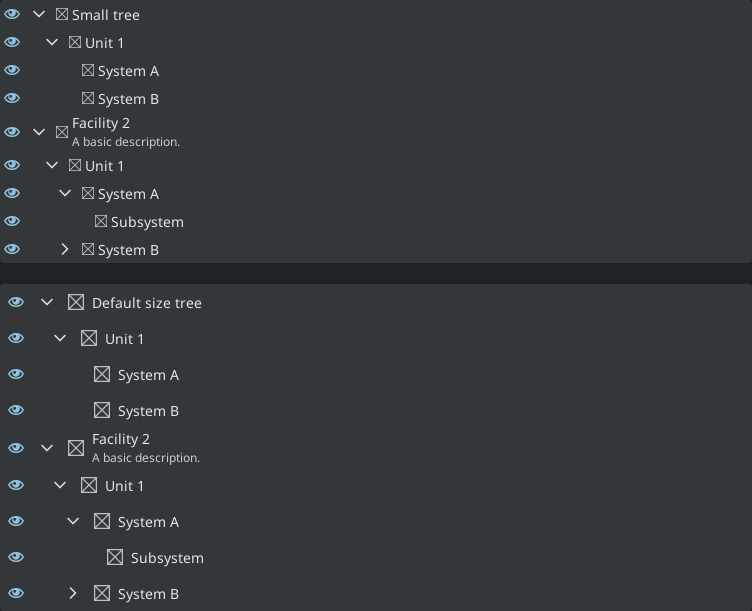 Small tree
Unit 1
System A
System B
Facility 2
A basic description.
Unit 1
System A
Subsystem
System B
Default size tree
Unit 1
System A
System B
Facility 2
A basic description.
Unit 1
System A
Subsystem
System B